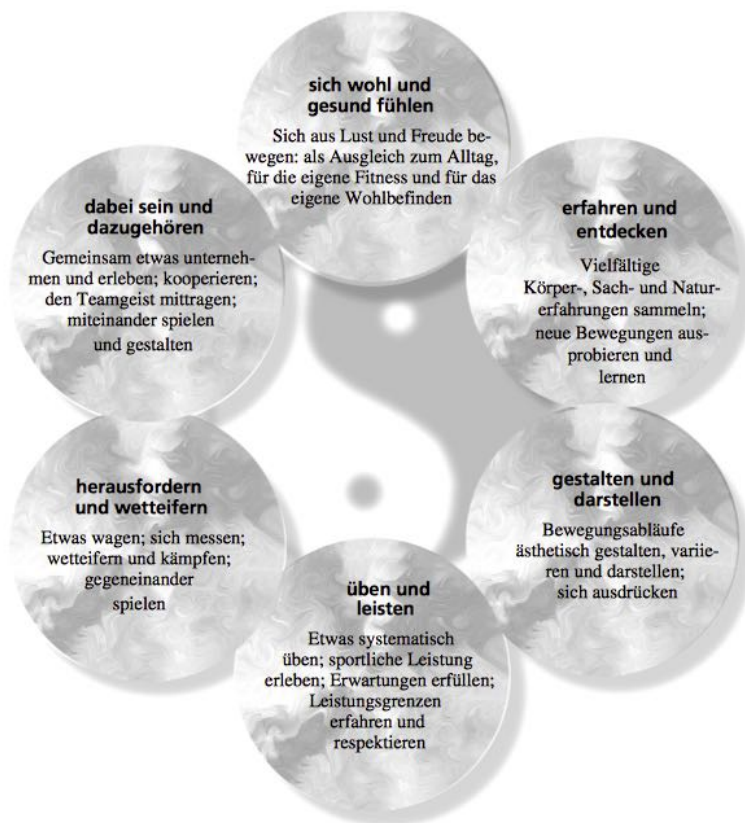 sich wohl und
gesund fühlen
Sich aus Lust und Freude be-
wegen: als Ausgleich zum Alltag,
für die eigene Fitness und für das
eigene Wohlbefinden
erfahren und
entdecken
Vielfältige
Körper-, Sach- und Natur-
erfahrungen sammeln;
neue Bewegungen aus-
probieren und
lernen
gestalten und
darstellen
Bewegungsabläufe
ästhetisch gestalten, variie-
ren und darstellen;
sich ausdrücken
üben und
leisten
Etwas systematisch
üben; sportliche Leistung
erleben; Erwartungen erfüllen;
Leistungsgrenzen
erfahren und
respektieren
herausfordern
und wetteifern
Etwas wagen; sich messen;
wetteifern und kämpfen;
gegeneinander
spielen
dabei sein und
dazugehören
Gemeinsam etwas unterneh-
men und erleben; kooperieren;
den Teamgeist mittragen;
miteinander spielen
und gestalten